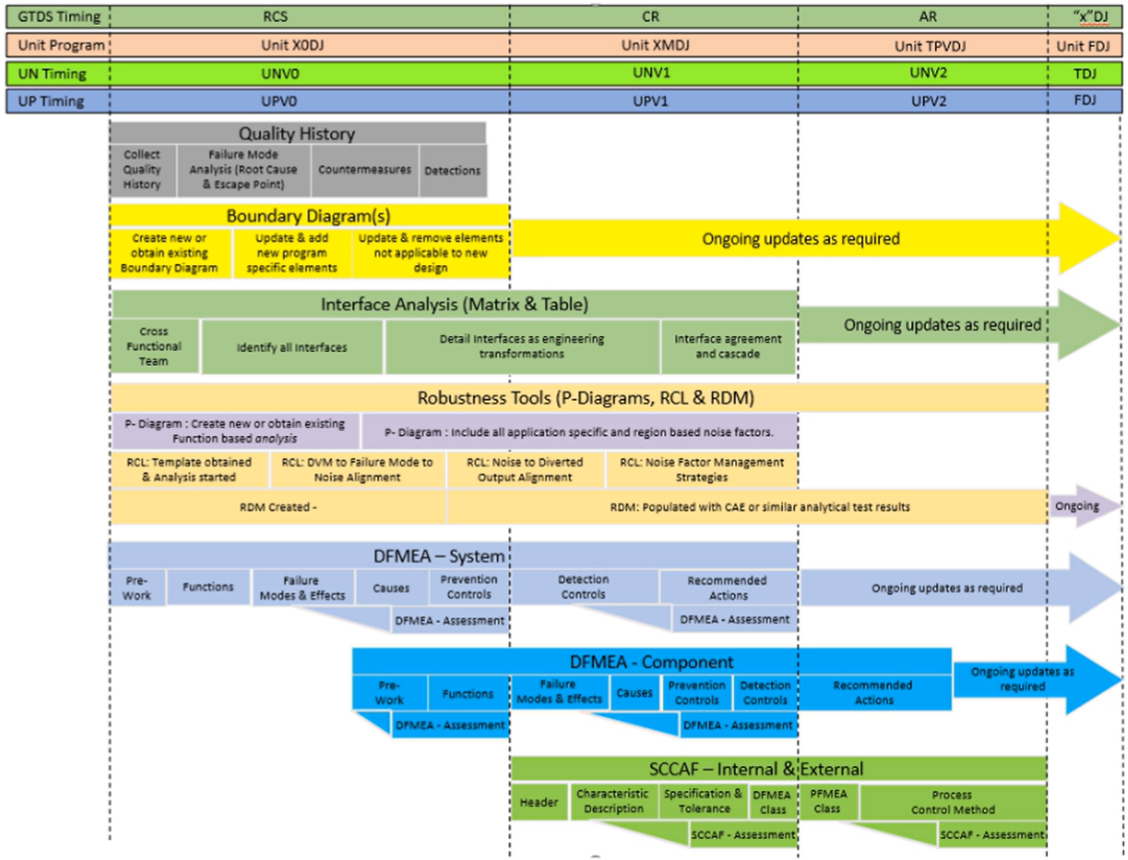 GTDS Timing RCS CR AR "x"DJ
Unit Program Unit X0DJ Unit XMDJ Unit TPVDJ Unit FDJ
UN Timing UNV0 UNV1 UNV2 TDJ
UP Timing UPV0 UPV1 UPV2 FDJ
Quality History
Collect
Quality
History
Failure Mode
Analysis (Root Cause
& Escape Point)
Countermeasures
Detections
Boundary Diagram(s)
Create new or
obtain existing
Boundary Diagram
Update & add
new program
specific elements
Update & remove elements
not applicable to new
design
Ongoing updates as required
Interface Analysis (Matrix & Table)
Cross
Functional
Team
Identify all Interfaces
Detail Interfaces as engineering
transformations
Interface agreement
and cascade
Ongoing updates as required
Robustness Tools (P-Diagrams, RCL & RDM)
P- Diagram : Create new or obtain existing
Function based analysis
P- Diagram : Include all application specific and region based noise factors.
RCL: Template obtained
& Analysis started
RCL: DVM to Failure Mode to
Noise Alignment
RCL: Noise to Diverted
Output Alignment
RCL: Noise Factor Management
Strategies
RDM Created -
RDM: Populated with CAE or similar analytical test results
Ongoing
DFMEA – System
Pre-
Work
Functions
Failure
Modes & Effects
Causes
Prevention
Controls
Detection
Controls
Recommended
Actions
Ongoing updates as required
DFMEA - Assessment
DFMEA - Assessment
DFMEA - Component
Pre-
Work
Functions
Failure
Modes & Effects
Causes
Prevention
Controls
Detection
Controls
Recommended
Actions
Ongoing updates as
required
DFMEA - Assessment
DFMEA - Assessment
SCCAF – Internal & External
Header
Characteristic
Description
Specification &
Tolerance
DFMEA
Class
PFMEA
Class
Process
Control Method
SCCAF - Assessment
SCCAF - Assessment